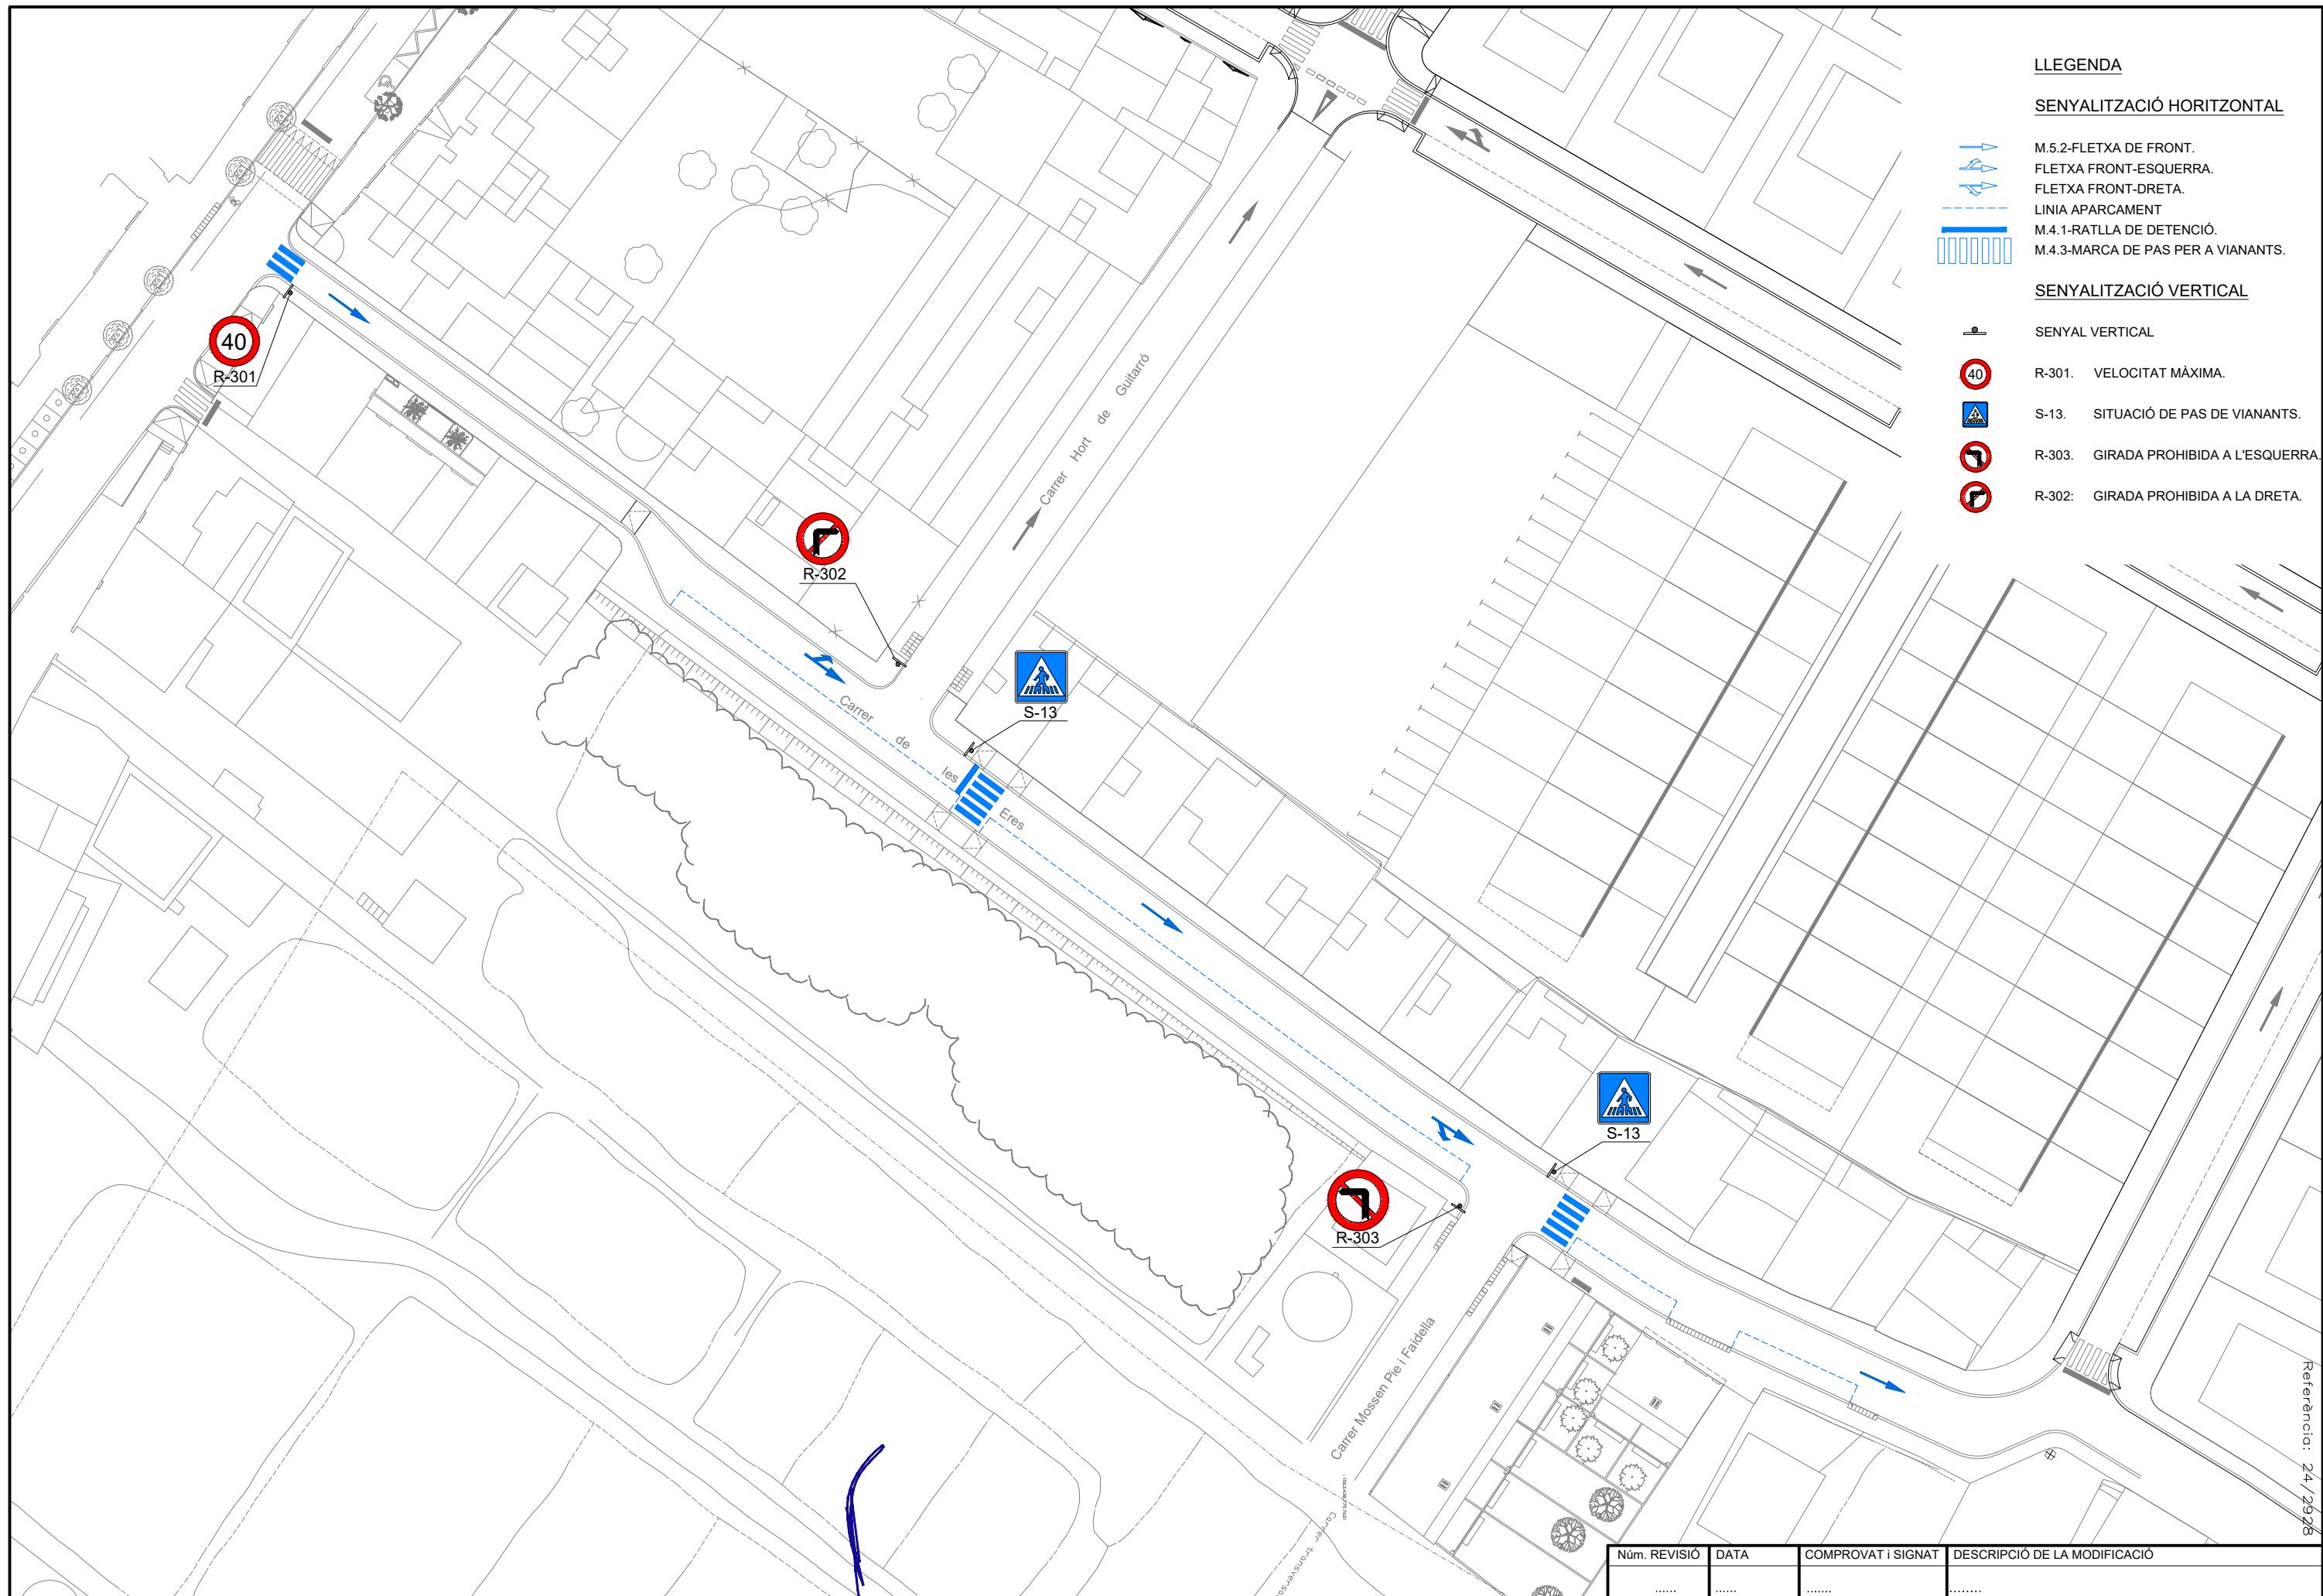 LLEGENDA
SENYALITZACIÓ HORITZONTAL
M.5.2-FLETXA DE FRONT.
FLETXA FRONT-ESQUERRA.
FLETXA FRONT-DRETA.
LINIA APARCAMENT
M.4.1-RATLLA DE DETENCIÓ.
M.4.3-MARCA DE PAS PER A VIANANTS.
SENYALITZACIÓ VERTICAL
SENYAL VERTICAL
40 R-301. VELOCITAT MÀXIMA.
S-13. SITUACIÓ DE PAS DE VIANANTS.
R-303. GIRADA PROHIBIDA A L'ESQUERRA.
R-302: GIRADA PROHIBIDA A LA DRETA.
40
R-301
R-302
Carrer Hort de Guitarró
S-13
Carrer de les Eres
S-13
R-303
Carrer Mossen Pie i Faidella
Carrer transversal
Referència: 24/2928
Núm. REVISIÓ DATA COMPROVAT i SIGNAT DESCRIPCIÓ DE LA MODIFICACIÓ
...... ...... ....... ........